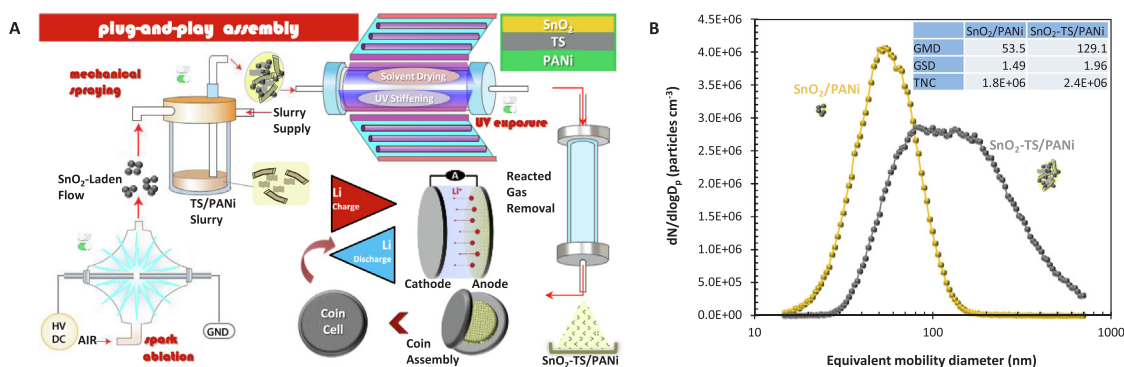 A
plug-and-play assembly
SnO₂
TS
PANi
mechanical
spraying
Solvent Drying
UV Stiffening
Slurry
Supply
UV exposure
SnO₂-Laden
Flow
TS/PANi
Slurry
Reacted
Gas
Removal
Li
Charge
Li
Discharge
A
Li⁺
Cathode
Anode
HV
DC
AIR
GND
spark
ablation
Coin
Cell
Coin
Assembly
SnO₂-TS/PANi
B
dN/dlogDₚ (particles cm⁻³)
4.5E+06
4.0E+06
3.5E+06
3.0E+06
2.5E+06
2.0E+06
1.5E+06
1.0E+06
5.0E+05
0.0E+00
SnO₂/PANi SnO₂-TS/PANi
GMD 53.5 129.1
GSD 1.49 1.96
TNC 1.8E+06 2.4E+06
SnO₂/PANi
SnO₂-TS/PANi
10 100 1000
Equivalent mobility diameter (nm)